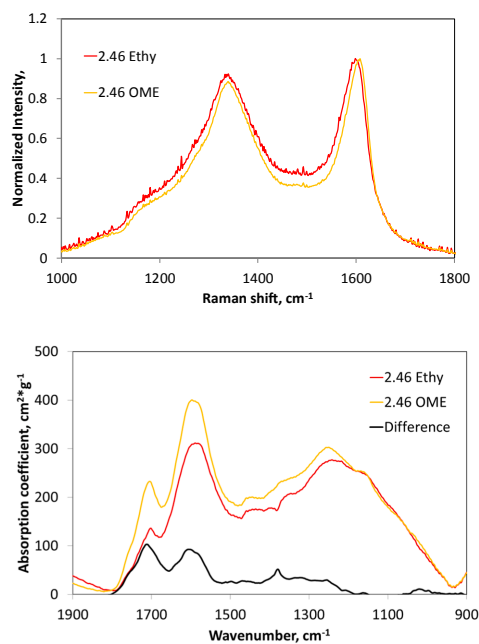 1.2
1
0.8
0.6
0.4
0.2
0
Normalized Intensity,
2.46 Ethy
2.46 OME
1000 1200 1400 1600 1800
Raman shift, cm-1
500
400
300
200
100
0
Absorption coefficient, cm2*g-1
2.46 Ethy
2.46 OME
Difference
1900 1700 1500 1300 1100 900
Wavenumber, cm-1